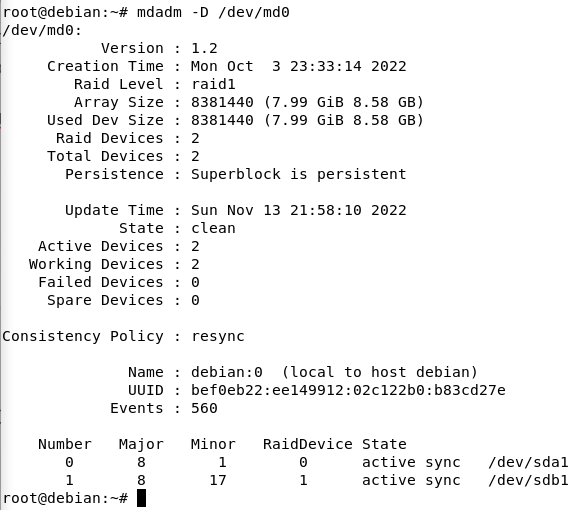 root@debian:~# mdadm -D /dev/md0
/dev/md0:
Version : 1.2
Creation Time : Mon Oct  3 23:33:14 2022
Raid Level : raid1
Array Size : 8381440 (7.99 GiB 8.58 GB)
Used Dev Size : 8381440 (7.99 GiB 8.58 GB)
Raid Devices : 2
Total Devices : 2
Persistence : Superblock is persistent
Update Time : Sun Nov 13 21:58:10 2022
State : clean
Active Devices : 2
Working Devices : 2
Failed Devices : 0
Spare Devices : 0
Consistency Policy : resync
Name : debian:0  (local to host debian)
UUID : bef0eb22:ee149912:02c122b0:b83cd27e
Events : 560
Number   Major   Minor   RaidDevice State
0       8        1        0      active sync   /dev/sda1
1       8       17        1      active sync   /dev/sdb1
root@debian:~#